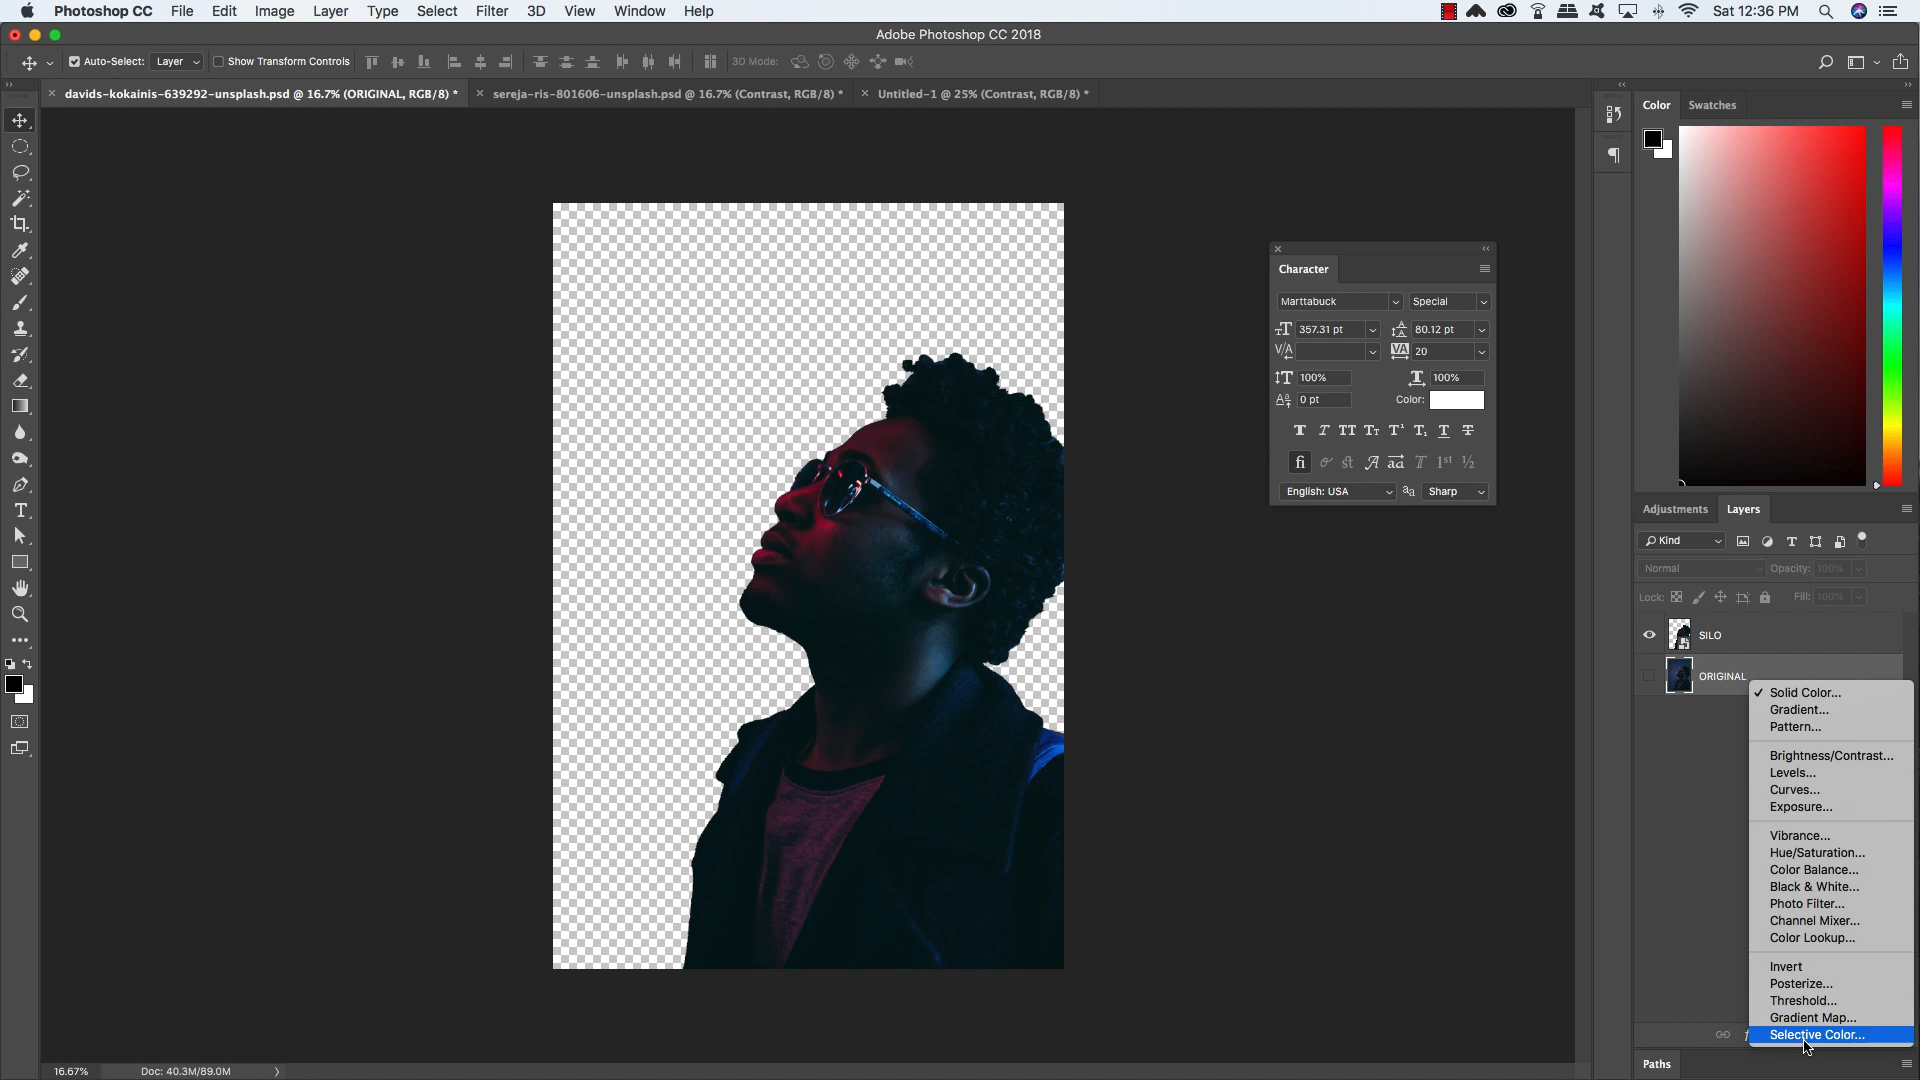 Photoshop CC File Edit Image Layer Type Select Filter 3D View Window Help Sat 12:36 PM
Adobe Photoshop CC 2018
Auto-Select: Layer Show Transform Controls 3D Mode:
davids-kokainis-639292-unsplash.psd @ 16.7% (ORIGINAL, RGB/8) * sereja-ris-801606-unsplash.psd @ 16.7% (Contrast, RGB/8) * Untitled-1 @ 25% (Contrast, RGB/8) *
Color Swatches
Character
Marttabuck Special
357.31 pt 80.12 pt
20
100% 100%
0 pt Color:
English: USA Sharp
Adjustments Layers
Kind
Normal Opacity: 100%
Lock: Fill: 100%
SILO
ORIGINAL
✓ Solid Color...
Gradient...
Pattern...
Brightness/Contrast...
Levels...
Curves...
Exposure...
Vibrance...
Hue/Saturation...
Color Balance...
Black & White...
Photo Filter...
Channel Mixer...
Color Lookup...
Invert
Posterize...
Threshold...
Gradient Map...
Selective Color...
Paths
16.67% Doc: 40.3M/89.0M